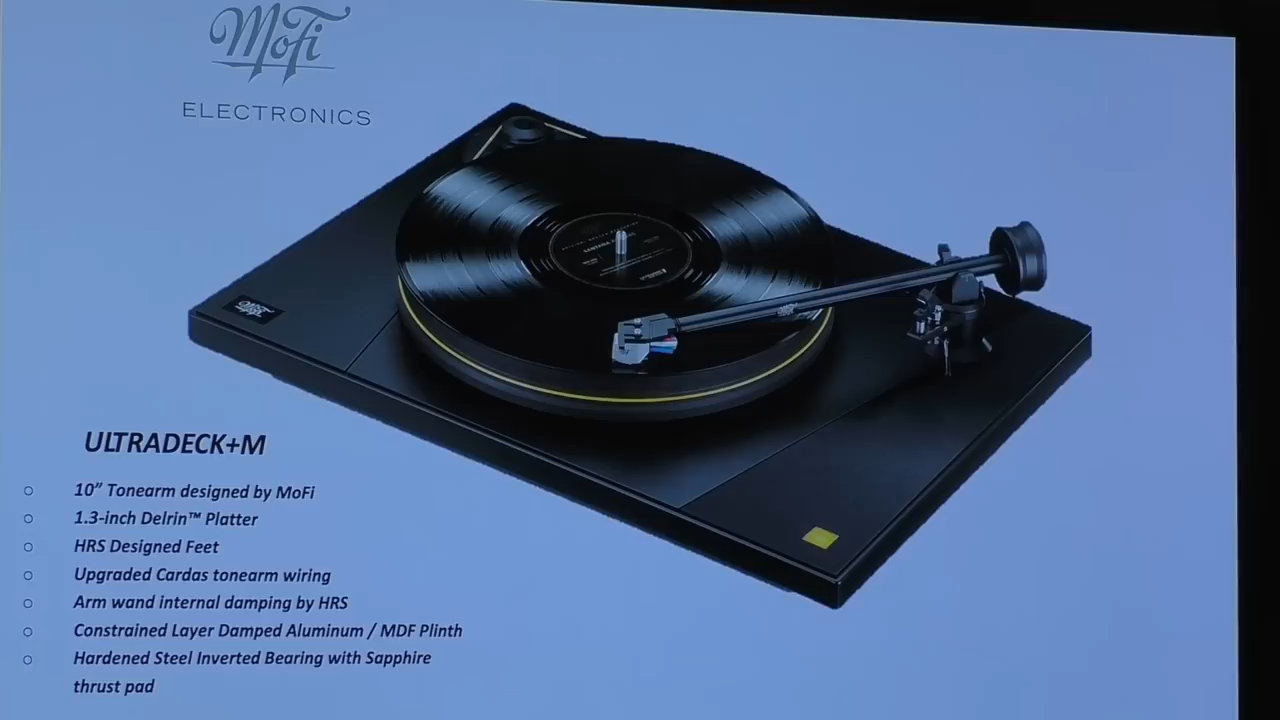 MoFi
ELECTRONICS
MoFi
ULTRADECK+M
10” Tonearm designed by MoFi
1.3-inch Delrin™ Platter
HRS Designed Feet
Upgraded Cardas tonearm wiring
Arm wand internal damping by HRS
Constrained Layer Damped Aluminum / MDF Plinth
Hardened Steel Inverted Bearing with Sapphire
thrust pad